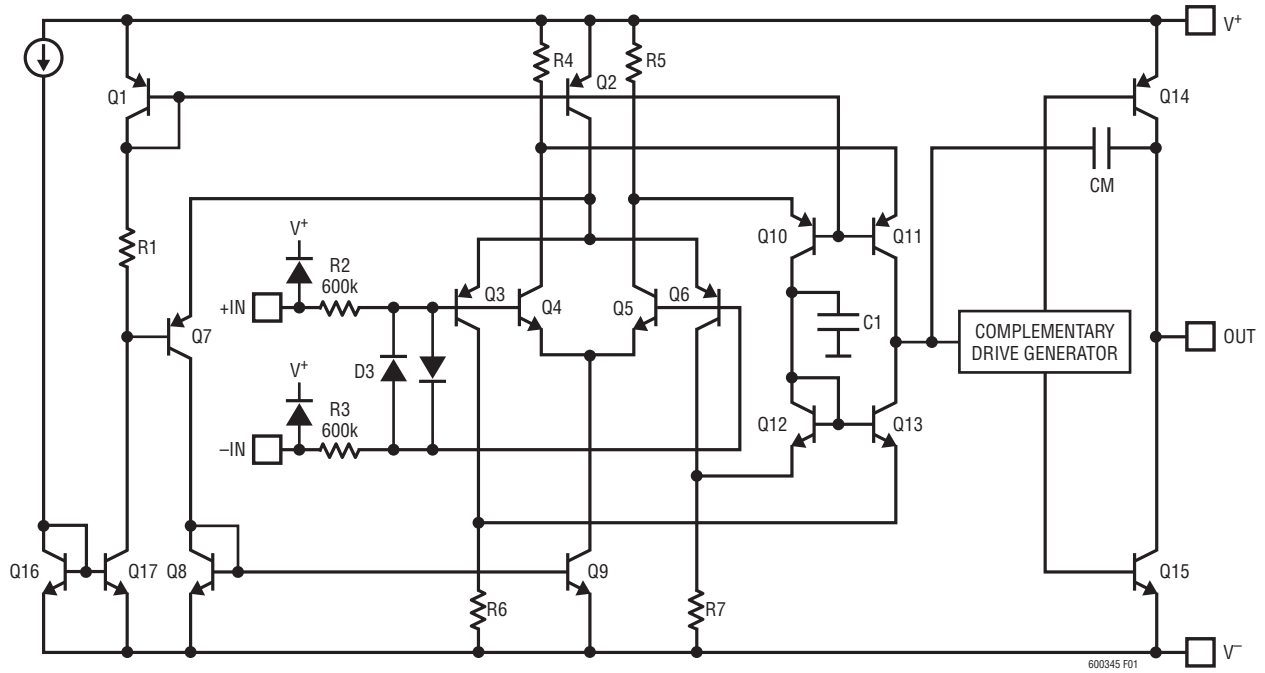 V+
R4
R5
Q1
Q2
Q14
CM
V+
R1
R2
600k
Q10
Q11
+IN
Q3
Q4
Q5
Q6
C1
COMPLEMENTARY
DRIVE GENERATOR
OUT
Q7
V+
D3
R3
600k
Q12
Q13
–IN
Q16
Q17
Q8
Q9
Q15
R6
R7
V–
600345 F01